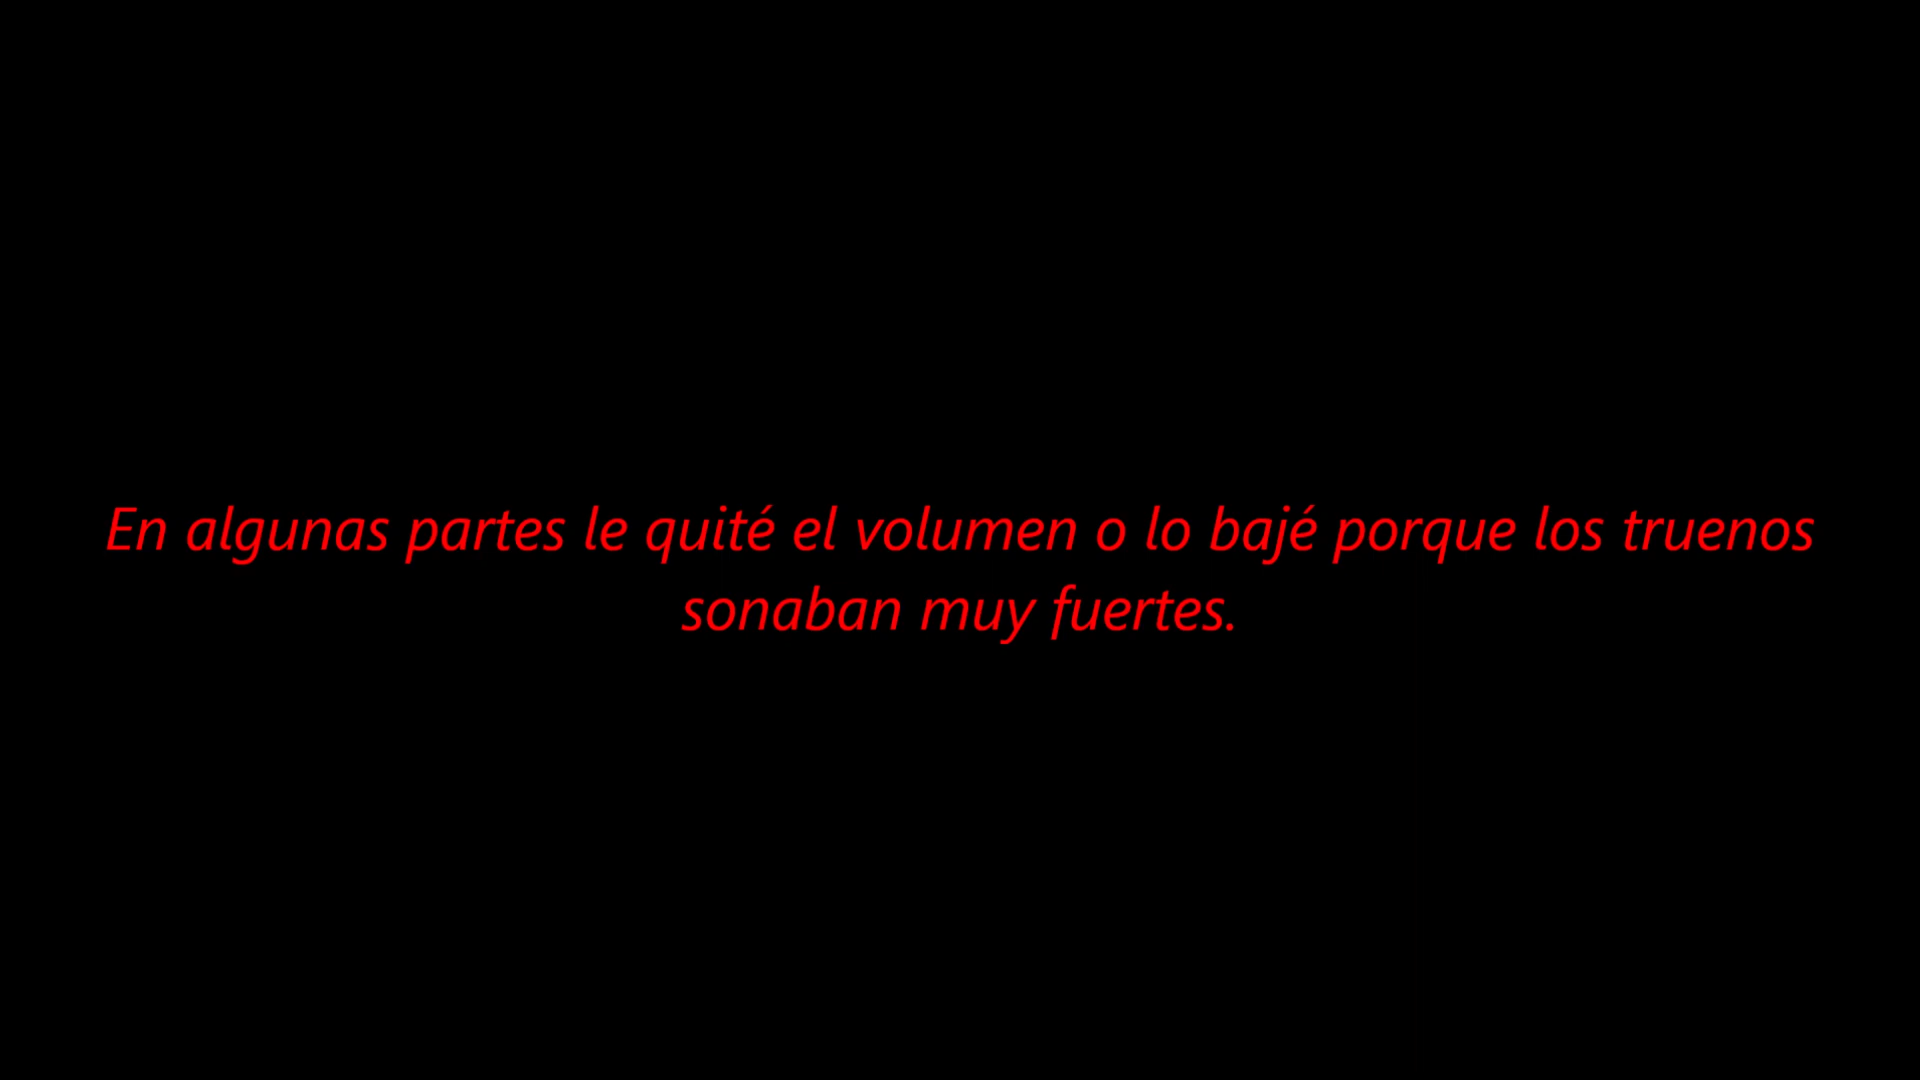 En algunas partes le quité el volumen o lo bajé porque los truenos
sonaban muy fuertes.